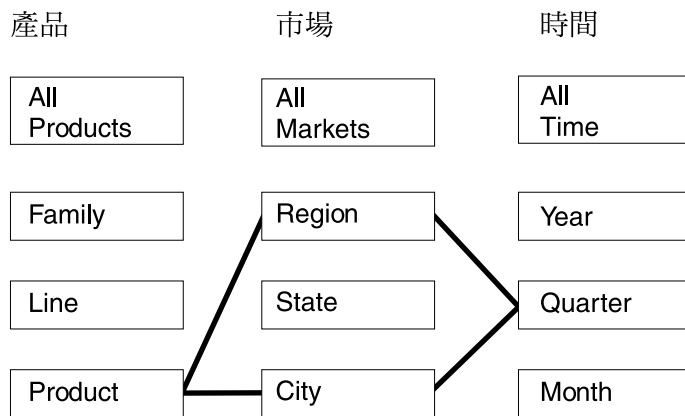 產品 市場 時間
All
Products
All
Markets
All
Time
Family Region Year
Line State Quarter
Product City Month